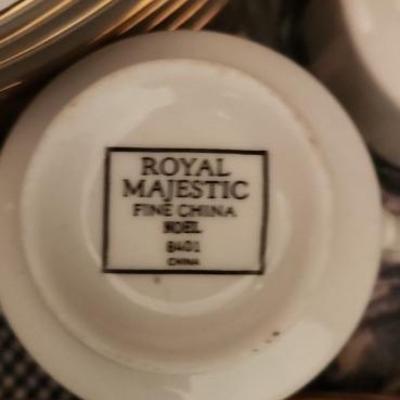 ROYAL
MAJESTIC
FINE CHINA
NOEL
8401
CHINA